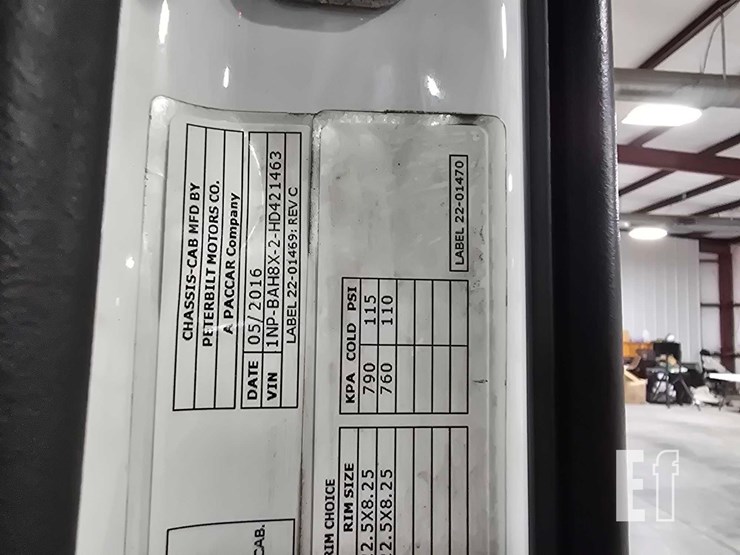 CHASSIS-CAB MFD BY
PETERBILT MOTORS CO.
A PACCAR Company
DATE 05/2016
VIN 1NP-BAH8X-2-HD421463
LABEL 22-01469: REV C
CAB.
RIM CHOICE
RIM SIZE KPA COLD PSI
2.5X8.25 790 115
2.5X8.25 760 110
LABEL 22-01470
Ef